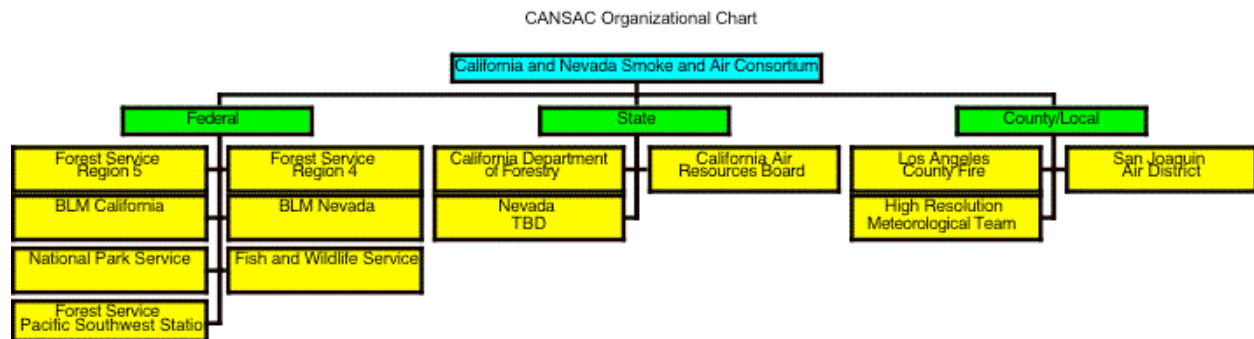 CANSAC Organizational Chart
California and Nevada Smoke and Air Consortium
Federal
State
County/Local
Forest Service
Region 5
Forest Service
Region 4
California Department
of Forestry
California Air
Resources Board
Los Angeles
County Fire
San Joaquin
Air District
BLM California
BLM Nevada
Nevada
TBD
High Resolution
Meteorological Team
National Park Service
Fish and Wildlife Service
Forest Service
Pacific Southwest Statio